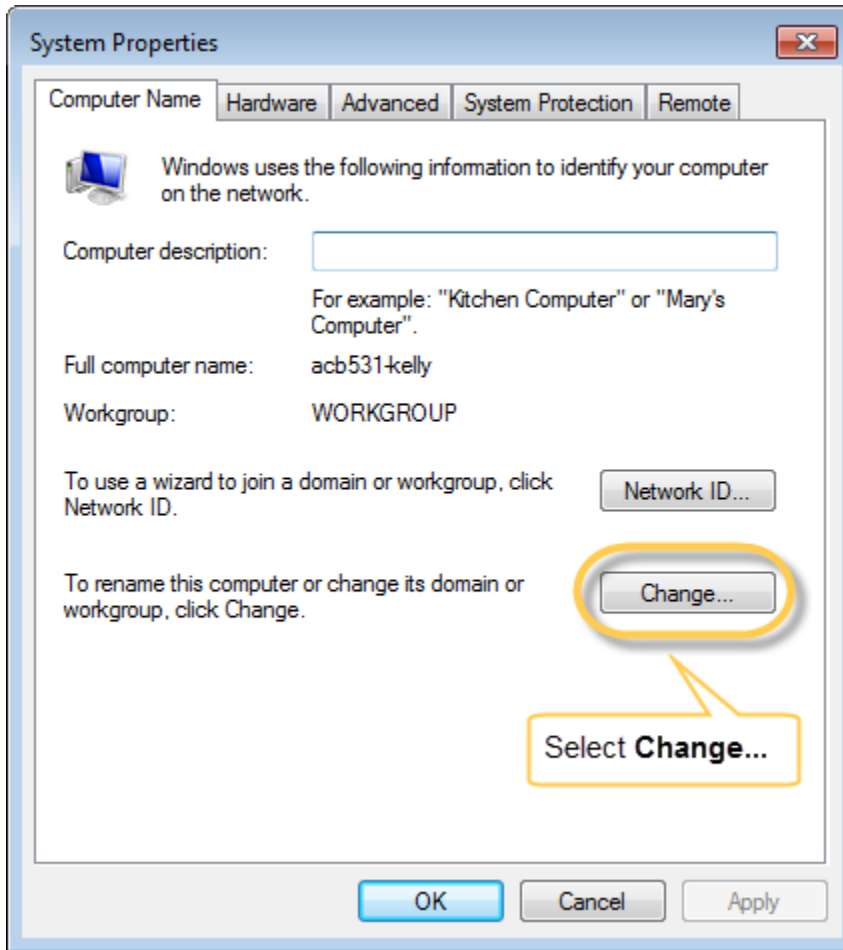 System Properties
Computer Name
Hardware
Advanced
System Protection
Remote
Windows uses the following information to identify your computer
on the network.
Computer description:
For example: "Kitchen Computer" or "Mary's
Computer".
Full computer name:
acb531-kelly
Workgroup:
WORKGROUP
To use a wizard to join a domain or workgroup, click
Network ID.
Network ID...
To rename this computer or change its domain or
workgroup, click Change.
Change...
Select Change...
OK
Cancel
Apply